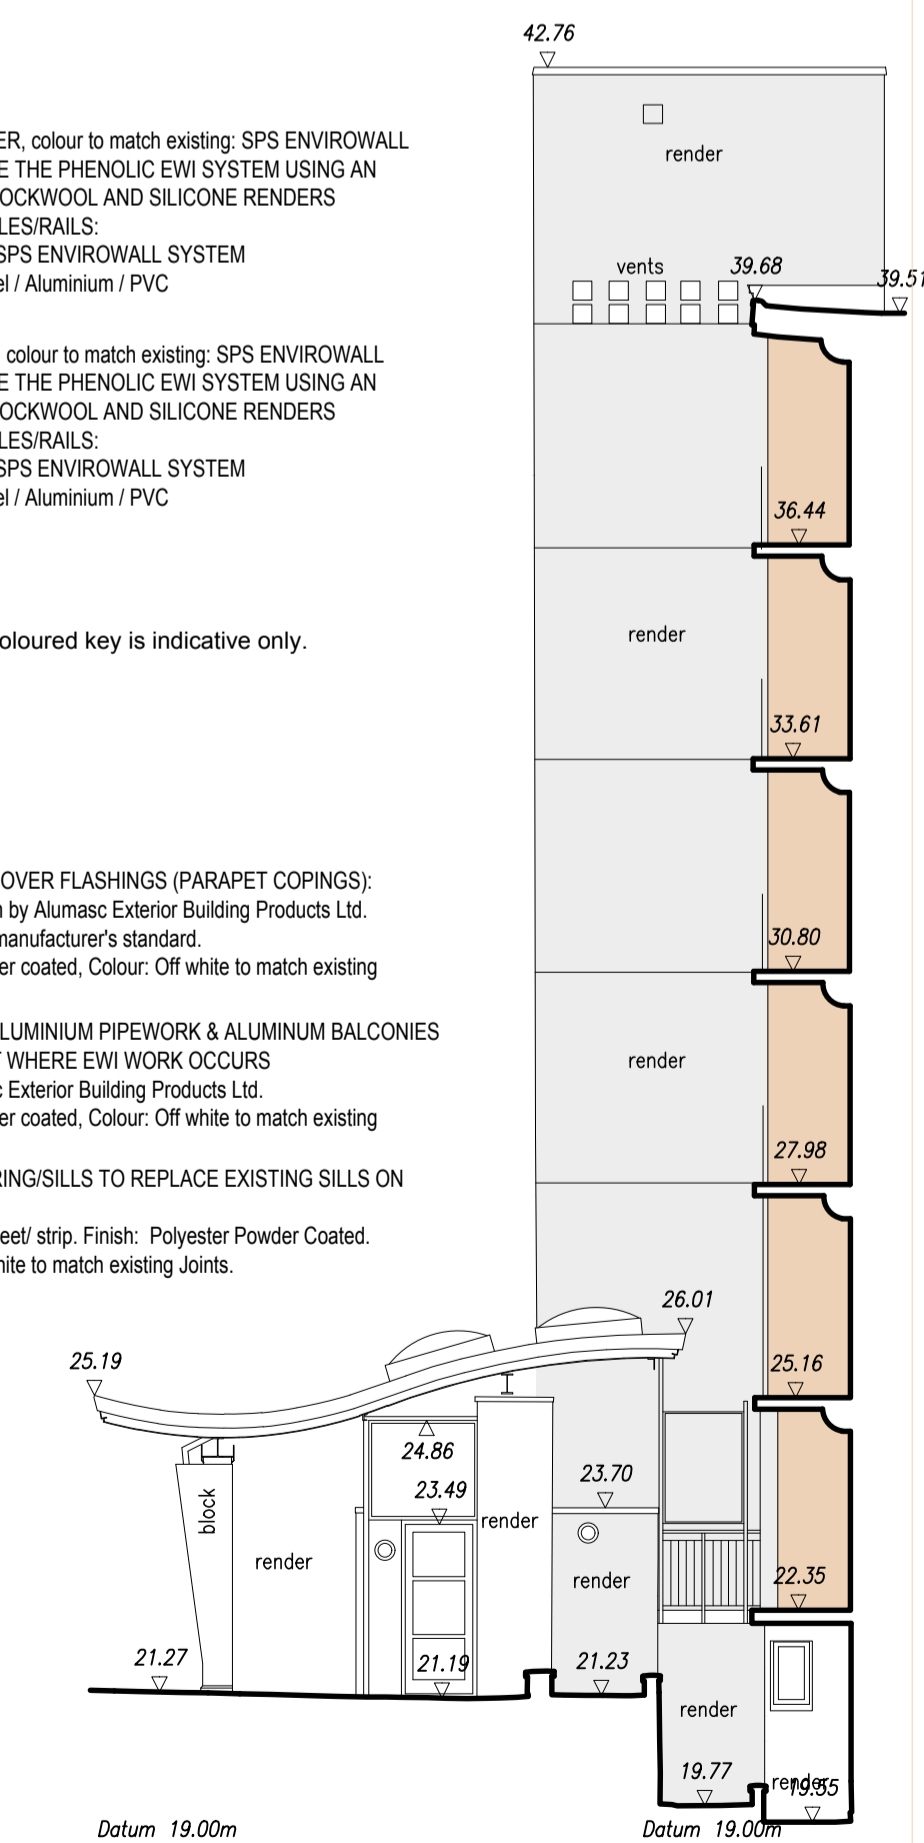 42.76
ER, colour to match existing: SPS ENVIROWALL
E THE PHENOLIC EWI SYSTEM USING AN
OCKWOOL AND SILICONE RENDERS
LES/RAILS:
SPS ENVIROWALL SYSTEM
el / Aluminium / PVC
render
vents
39.68
39.51
, colour to match existing: SPS ENVIROWALL
E THE PHENOLIC EWI SYSTEM USING AN
OCKWOOL AND SILICONE RENDERS
LES/RAILS:
SPS ENVIROWALL SYSTEM
el / Aluminium / PVC
36.44
oloured key is indicative only.
render
33.61
OVER FLASHINGS (PARAPET COPINGS):
n by Alumasc Exterior Building Products Ltd.
manufacturer's standard.
er coated, Colour: Off white to match existing
30.80
LUMINIUM PIPEWORK & ALUMINUM BALCONIES
T WHERE EWI WORK OCCURS
c Exterior Building Products Ltd.
er coated, Colour: Off white to match existing
render
27.98
RING/SILLS TO REPLACE EXISTING SILLS ON
eet/ strip. Finish: Polyester Powder Coated.
hite to match existing Joints.
26.01
25.19
25.16
24.86
23.49
23.70
block
render
render
render
22.35
21.27
21.19
21.23
render
19.77
render
19.55
Datum 19.00m
Datum 19.00m